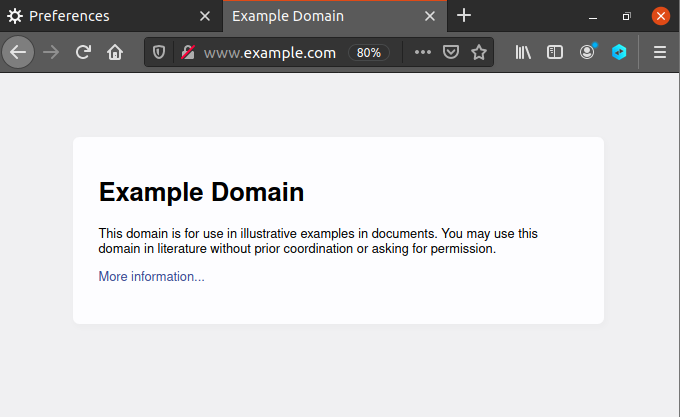 Preferences
Example Domain
www.example.com
80%
Example Domain
This domain is for use in illustrative examples in documents. You may use this
domain in literature without prior coordination or asking for permission.
More information...